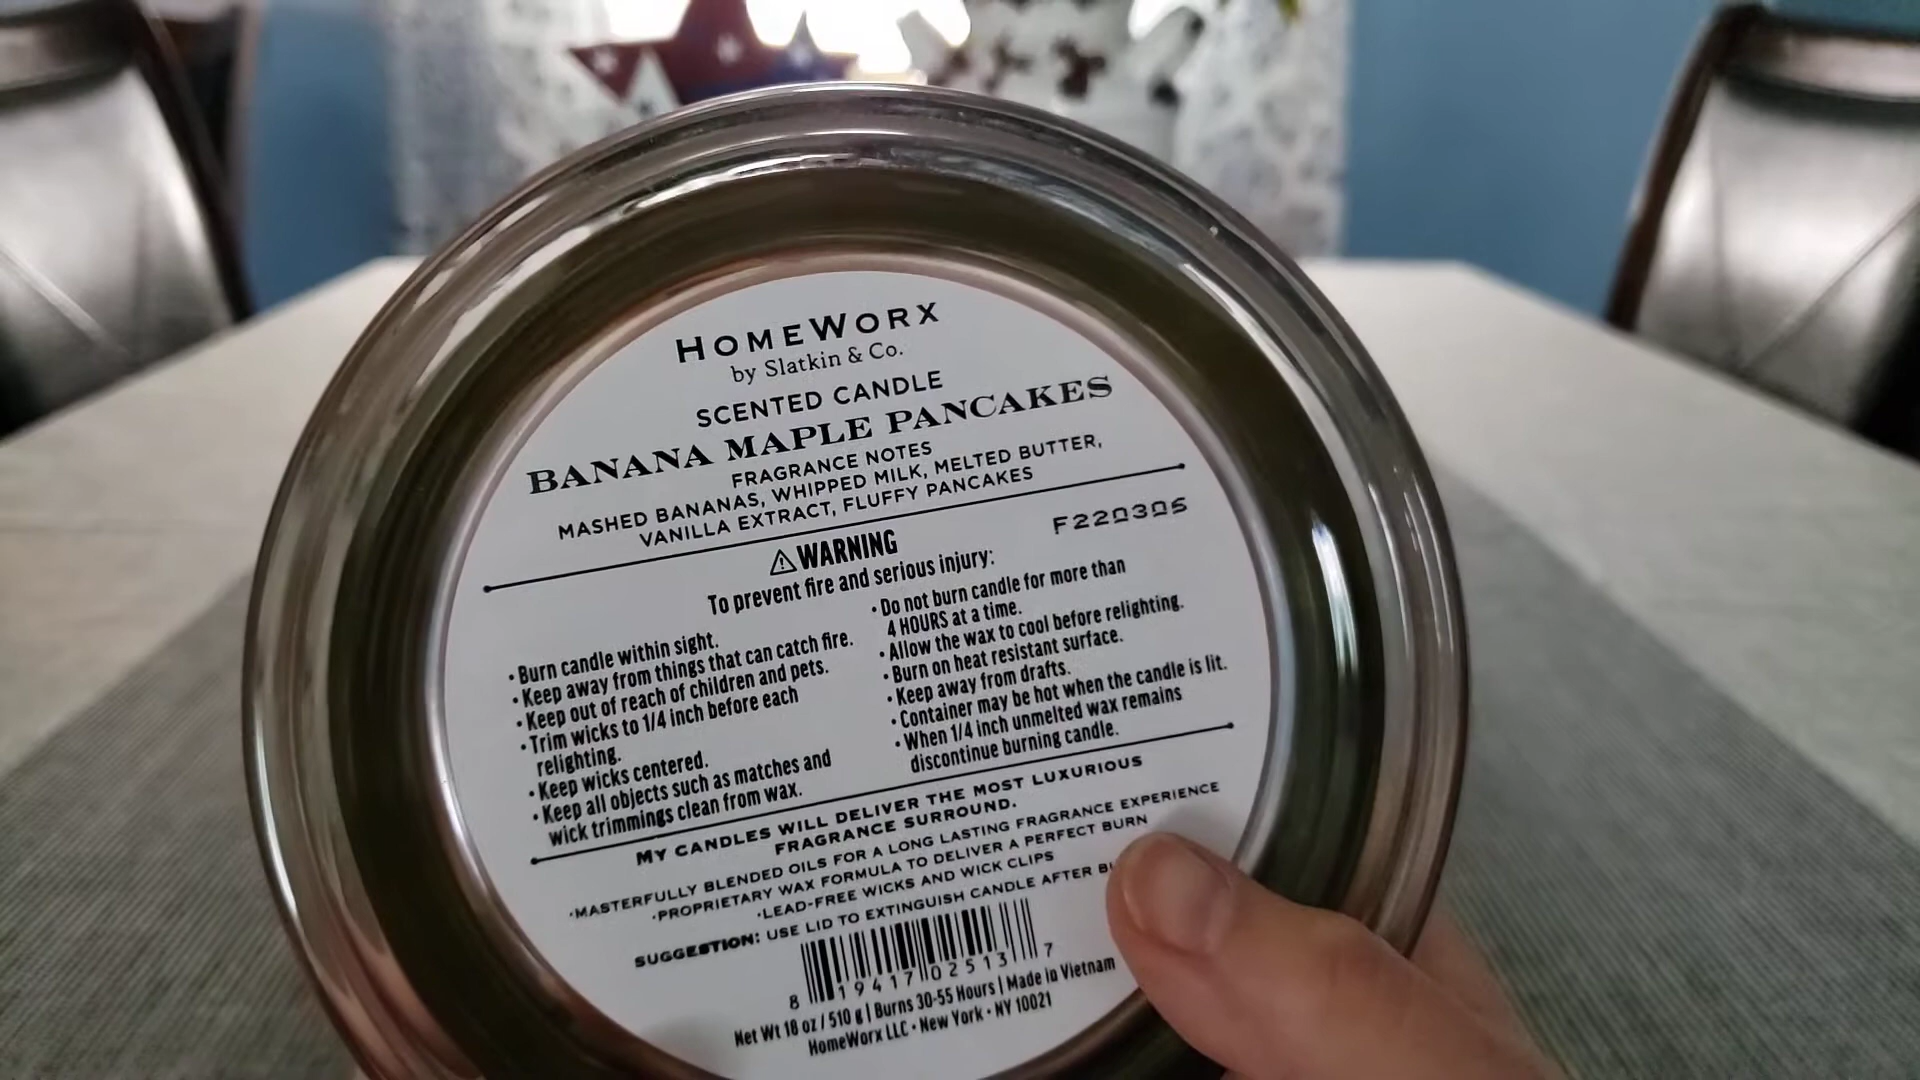 HOMEWORX
by Slatkin & Co.
SCENTED CANDLE
BANANA MAPLE PANCAKES
FRAGRANCE NOTES
MASHED BANANAS, WHIPPED MILK, MELTED BUTTER,
VANILLA EXTRACT, FLUFFY PANCAKES
F220305
⚠WARNING
To prevent fire and serious injury:
•Burn candle within sight.
•Keep away from things that can catch fire.
•Keep out of reach of children and pets.
•Trim wicks to 1/4 inch before each
relighting.
•Keep wicks centered.
•Keep all objects such as matches and
wick trimmings clean from wax.
•Do not burn candle for more than
4 HOURS at a time.
•Allow the wax to cool before relighting.
•Burn on heat resistant surface.
•Keep away from drafts.
•Container may be hot when the candle is lit.
•When 1/4 inch unmelted wax remains
discontinue burning candle.
MY CANDLES WILL DELIVER THE MOST LUXURIOUS
FRAGRANCE SURROUND.
•MASTERFULLY BLENDED OILS FOR A LONG LASTING FRAGRANCE EXPERIENCE
•PROPRIETARY WAX FORMULA TO DELIVER A PERFECT BURN
•LEAD-FREE WICKS AND WICK CLIPS
SUGGESTION: USE LID TO EXTINGUISH CANDLE AFTER
8 19417 02513 7
Net Wt 18 oz / 510 g | Burns 30-55 Hours | Made in Vietnam
HomeWorx LLC • New York • NY 10021